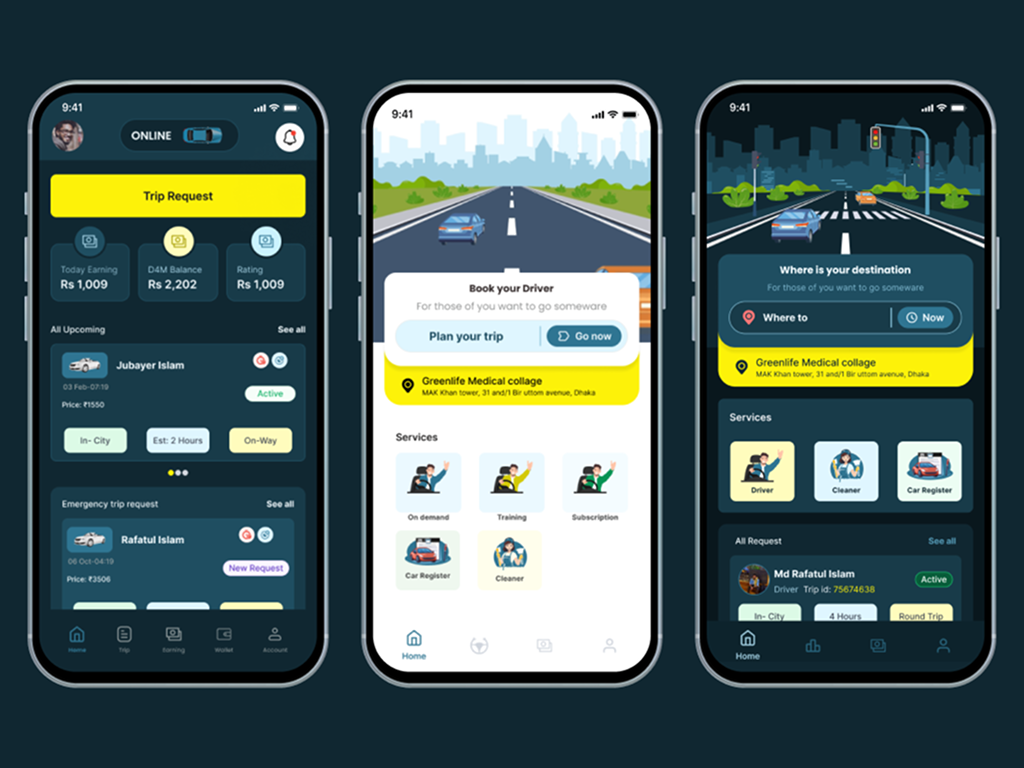 9:41
ONLINE
Trip Request
Today Earning
Rs 1,009
D4M Balance
Rs 2,202
Rating
Rs 1,009
All Upcoming
See all
Jubayer Islam
03 Feb-07:19
Price: ₹1550
Active
In- City
Est: 2 Hours
On-Way
Emergency trip request
See all
Rafatul Islam
06 Oct-04:19
Price: ₹3506
New Request
Home
Trip
Earning
Wallet
Account
9:41
Book your Driver
For those of you want to go someware
Plan your trip
Go now
Greenlife Medical collage
MAK Khan tower, 31 and/1 Bir uttom avenue, Dhaka
Services
On demand
Training
Subscription
Car Register
Cleaner
Home
9:41
Where is your destination
For those of you want to go someware
Where to
Now
Greenlife Medical collage
MAK Khan tower, 31 and/1 Bir uttom avenue, Dhaka
Services
Driver
Cleaner
Car Register
All Request
See all
Md Rafatul Islam
Driver Trip id: 75674638
Active
In- City
4 Hours
Round Trip
Home